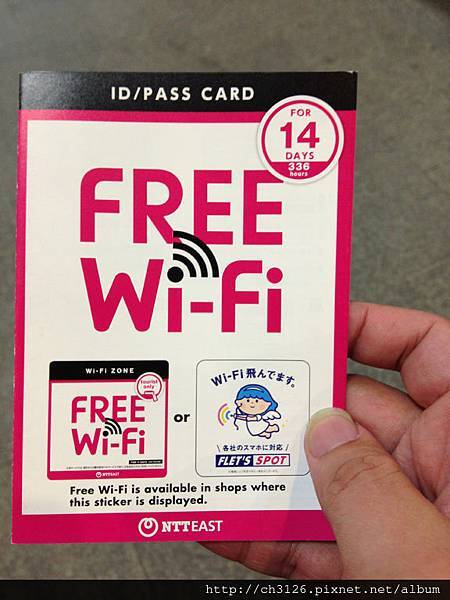 ID/PASS CARD
FOR
14
DAYS
336
hours
FREE
Wi-Fi
Wi-Fi ZONE
tourist
only
FREE
Wi-Fi
NTTEAST
or
Wi-Fi飛んでます。
各社のスマホに対応
FLET'S SPOT
Free Wi-Fi is available in shops where
this sticker is displayed.
NTTEAST
http://ch3126.pixnet.net/album